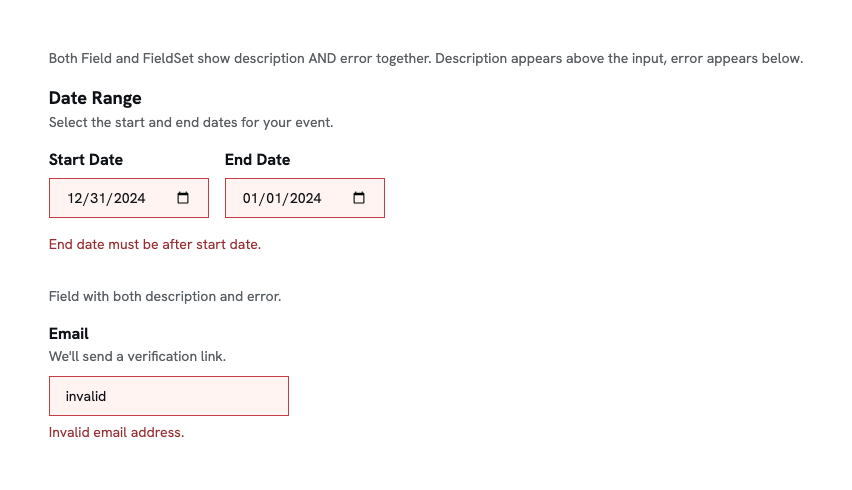 Both Field and FieldSet show description AND error together. Description appears above the input, error appears below.
Date Range
Select the start and end dates for your event.
Start Date End Date
12/31/2024 01/01/2024
End date must be after start date.
Field with both description and error.
Email
We'll send a verification link.
invalid
Invalid email address.